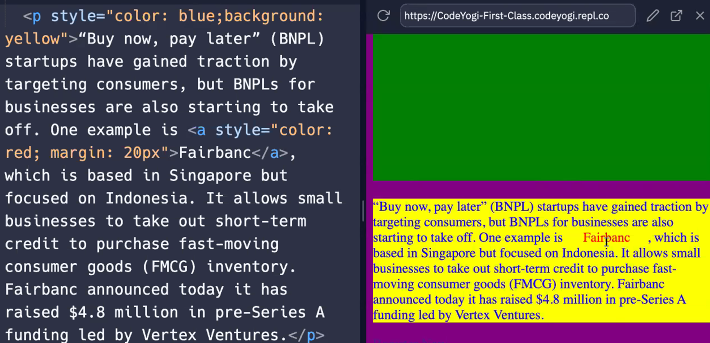 <p style="color: blue;background:
yellow">“Buy now, pay later” (BNPL)
startups have gained traction by
targeting consumers, but BNPLs for
businesses are also starting to take
off. One example is <a style="color:
red; margin: 20px">Fairbanc</a>,
which is based in Singapore but
focused on Indonesia. It allows small
businesses to take out short-term
credit to purchase fast-moving
consumer goods (FMCG) inventory.
Fairbanc announced today it has
raised $4.8 million in pre-Series A
funding led by Vertex Ventures.</p>
https://CodeYogi-First-Class.codeyogi.repl.co
“Buy now, pay later” (BNPL) startups have gained traction by
targeting consumers, but BNPLs for businesses are also
starting to take off. One example is Fairbanc , which is
based in Singapore but focused on Indonesia. It allows small
businesses to take out short-term credit to purchase fast-
moving consumer goods (FMCG) inventory. Fairbanc
announced today it has raised $4.8 million in pre-Series A
funding led by Vertex Ventures.